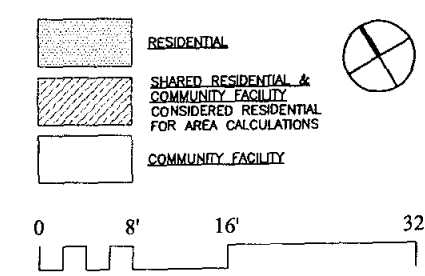 RESIDENTIAL
SHARED RESIDENTIAL &
COMMUNITY FACILITY
CONSIDERED RESIDENTIAL
FOR AREA CALCULATIONS
COMMUNITY FACILITY
0 8' 16' 32